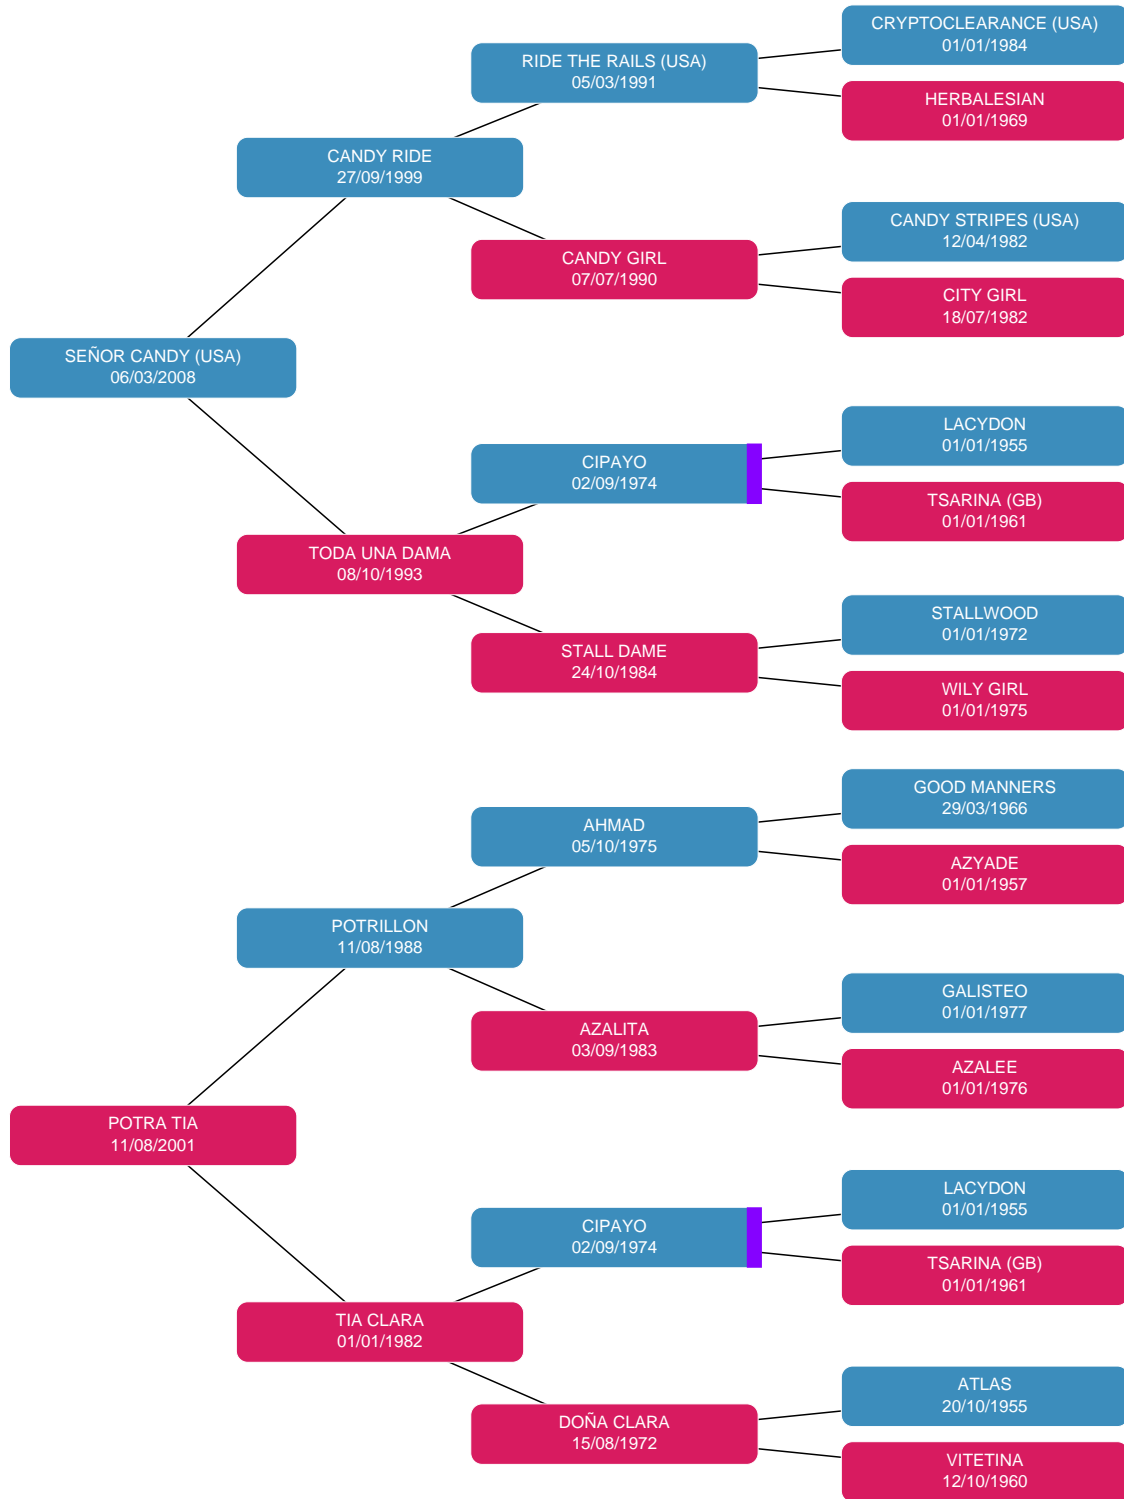 CRYPTOCLEARANCE (USA)
01/01/1984
RIDE THE RAILS (USA)
05/03/1991
HERBALESIAN
01/01/1969
CANDY RIDE
27/09/1999
CANDY STRIPES (USA)
12/04/1982
CANDY GIRL
07/07/1990
CITY GIRL
18/07/1982
SEÑOR CANDY (USA)
06/03/2008
LACYDON
01/01/1955
CIPAYO
02/09/1974
TSARINA (GB)
01/01/1961
TODA UNA DAMA
08/10/1993
STALLWOOD
01/01/1972
STALL DAME
24/10/1984
WILY GIRL
01/01/1975
GOOD MANNERS
29/03/1966
AHMAD
05/10/1975
AZYADE
01/01/1957
POTRILLON
11/08/1988
GALISTEO
01/01/1977
AZALITA
03/09/1983
AZALEE
01/01/1976
POTRA TIA
11/08/2001
LACYDON
01/01/1955
CIPAYO
02/09/1974
TSARINA (GB)
01/01/1961
TIA CLARA
01/01/1982
ATLAS
20/10/1955
DOÑA CLARA
15/08/1972
VITETINA
12/10/1960